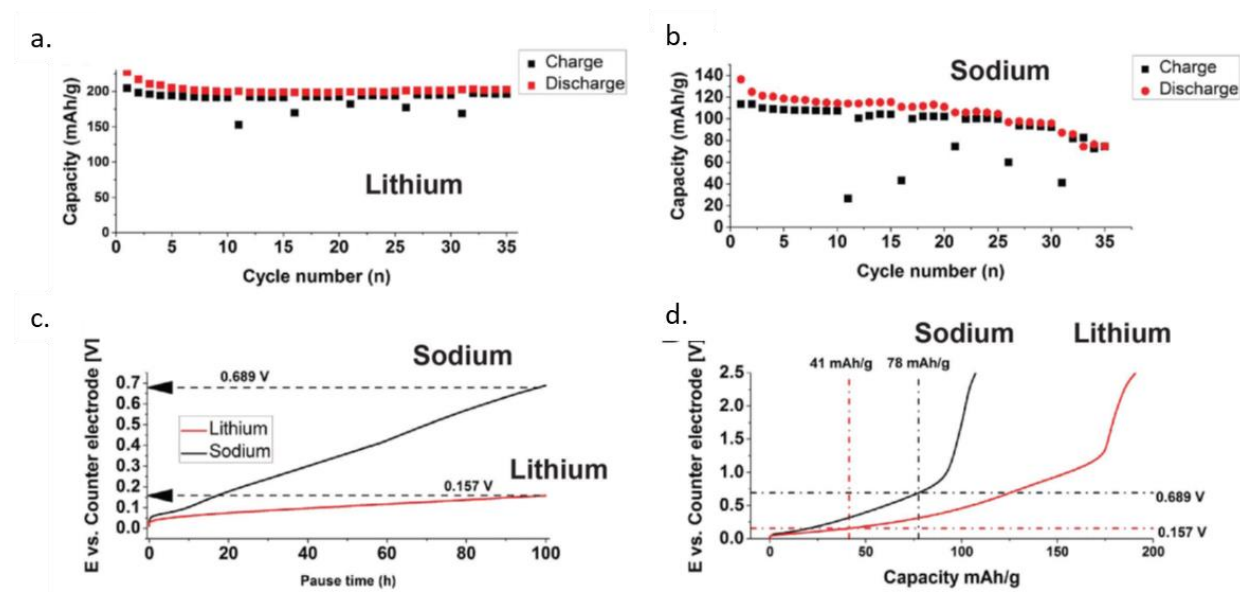 a.
Capacity (mAh/g)
200
150
100
50
0
0 5 10 15 20 25 30 35
Cycle number (n)
Lithium
Charge
Discharge
b.
Capacity (mAh/g)
140
120
100
80
60
40
20
0
0 5 10 15 20 25 30 35
Cycle number (n)
Sodium
Charge
Discharge
c.
E vs. Counter electrode [V]
0.7
0.6
0.5
0.4
0.3
0.2
0.1
0.0
0 20 40 60 80 100
Pause time (h)
Sodium
0.689 V
Lithium
Sodium
Lithium
0.157 V
d.
Sodium Lithium
E vs. Counter electrode [V]
41 mAh/g 78 mAh/g
2.5
2.0
1.5
1.0
0.5
0.0
0.689 V
0.157 V
0 50 100 150 200
Capacity mAh/g